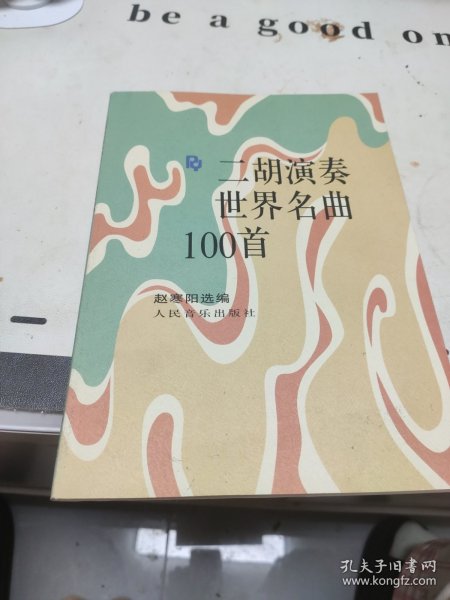 be a good on
二胡演奏
世界名曲
100首
赵寒阳选编
人民音乐出版社
孔夫子旧书网
www.kongfz.com